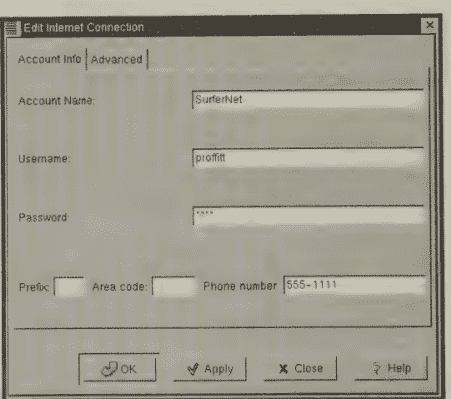 Edit Internet Connection
Account Info Advanced
Account Name: SurferNet
Username: proffitt
Password: ****
Prefix: Area code: Phone number 555-1111
OK Apply Close Help